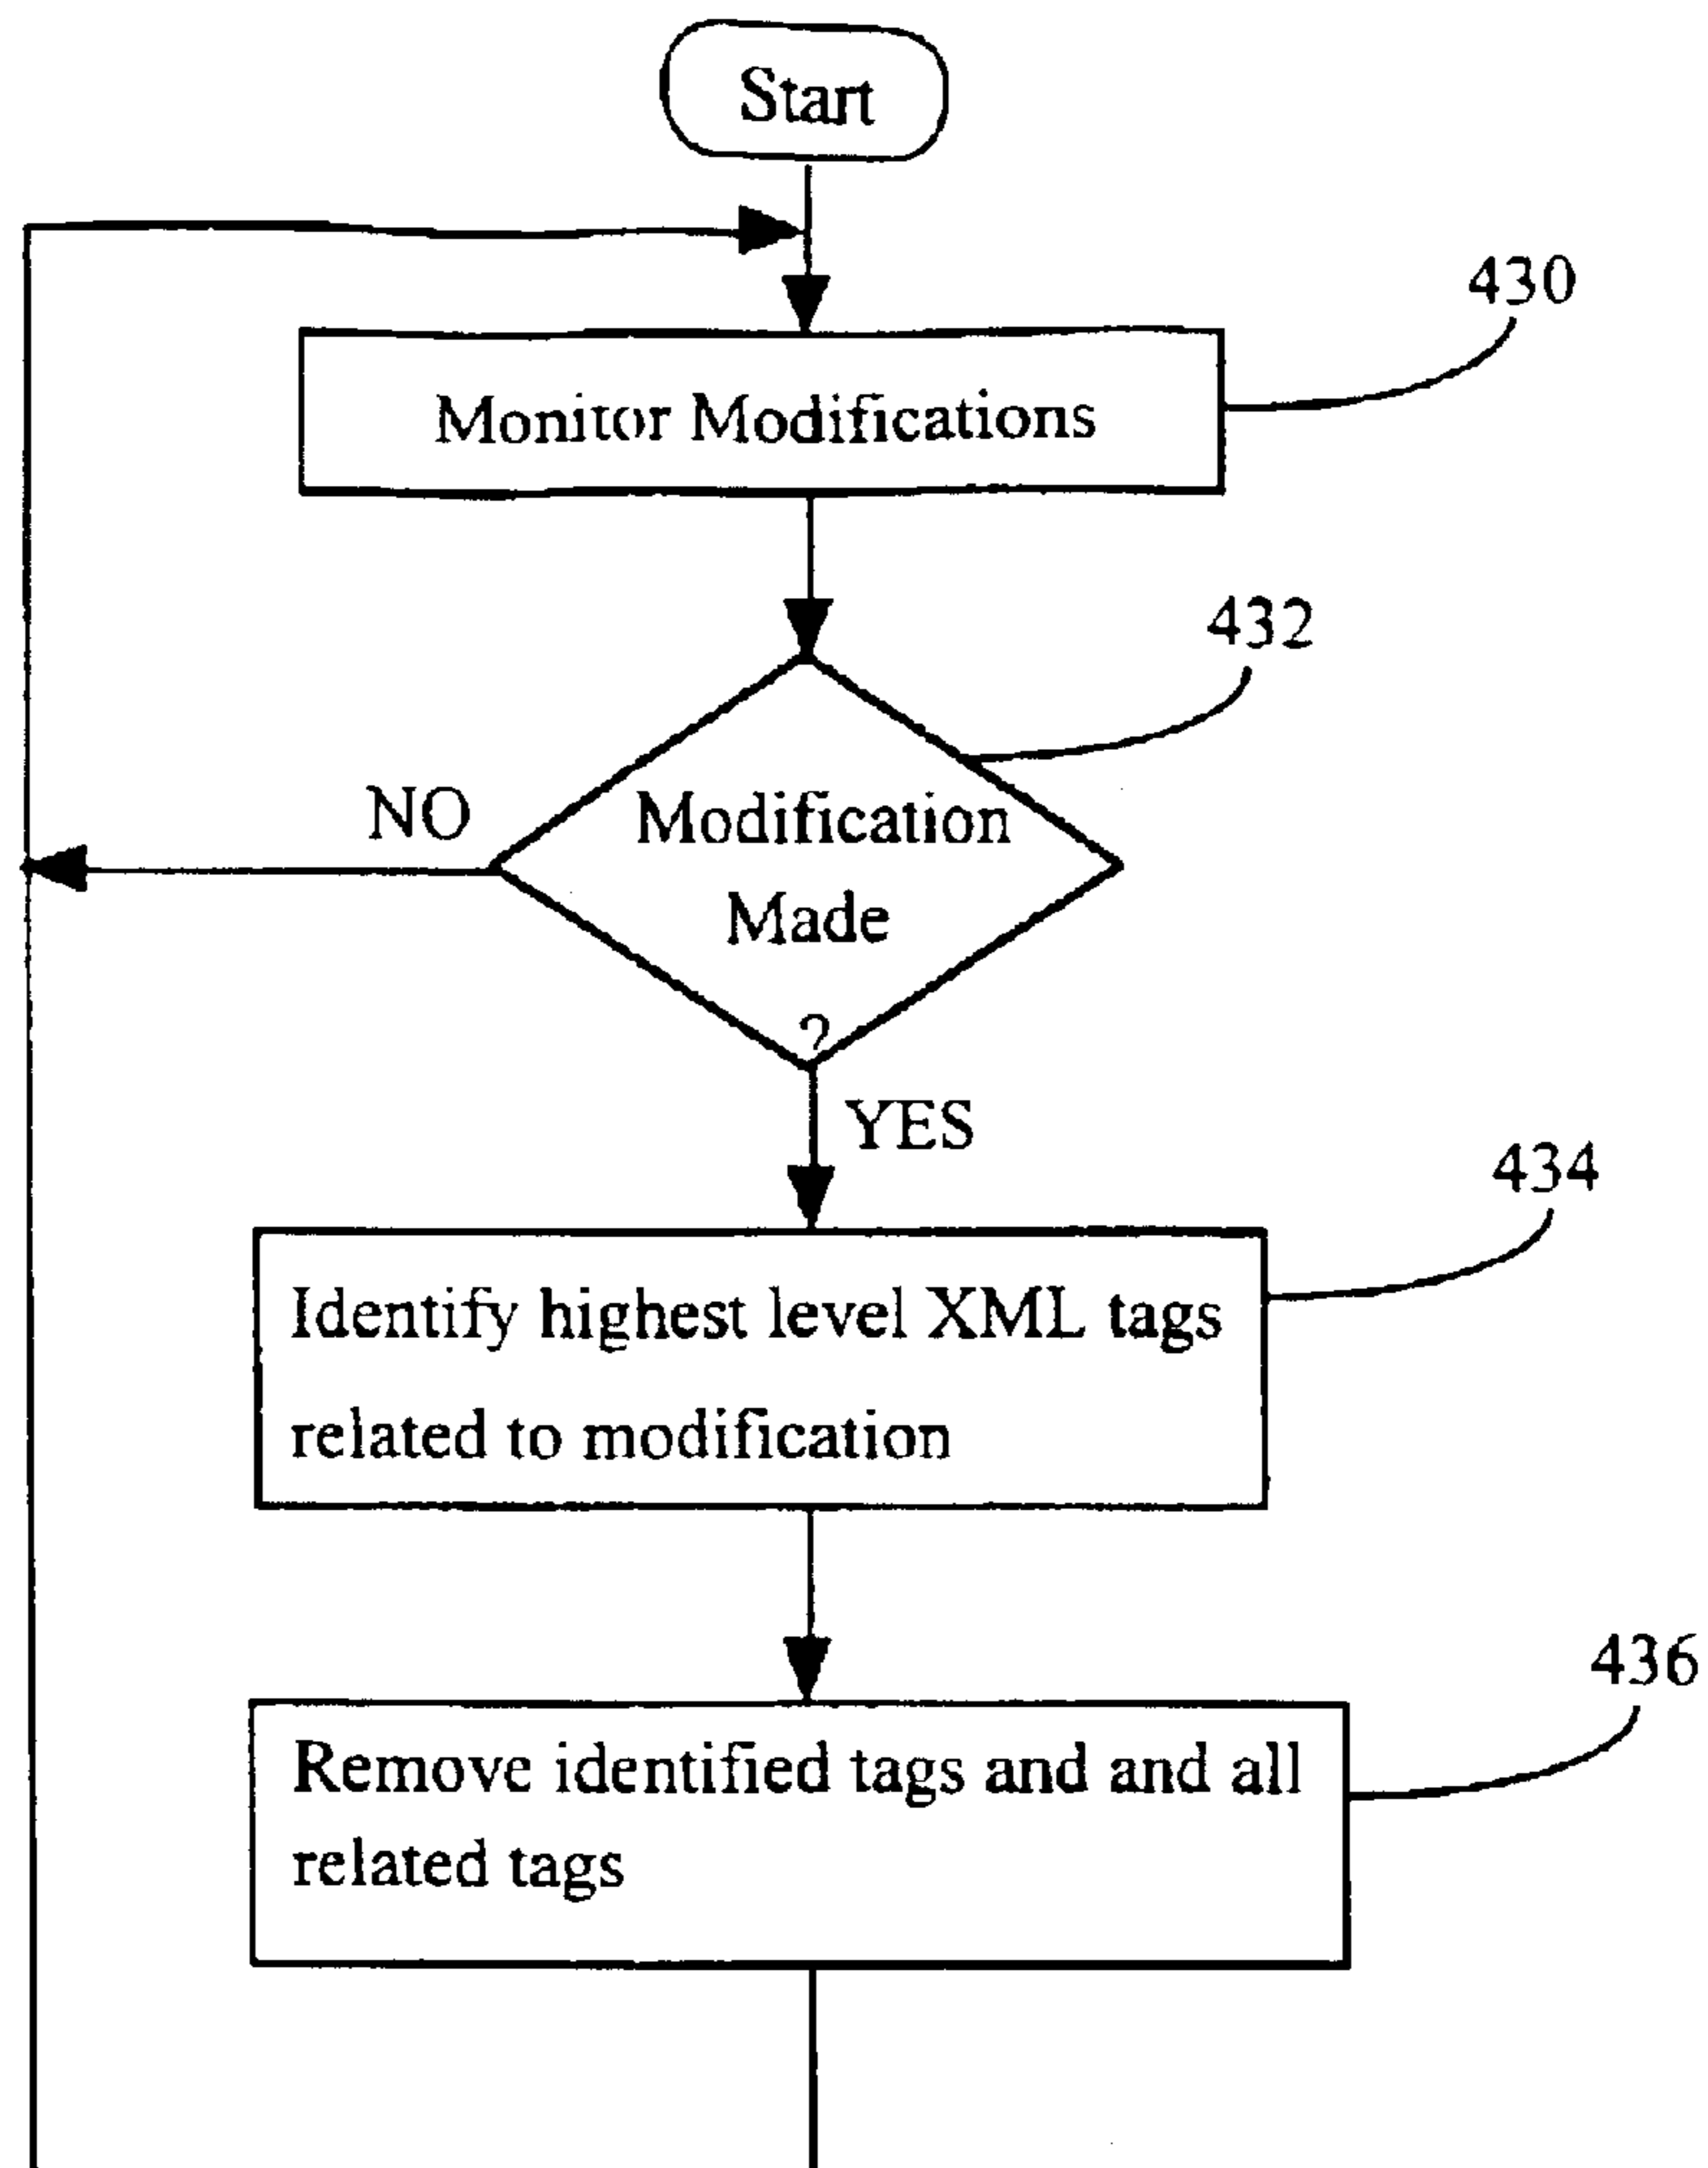 Start
430
Monitor Modifications
432
NO
Modification
Made
?
YES
434
Identify highest level XML tags
related to modification
436
Remove identified tags and and all
related tags